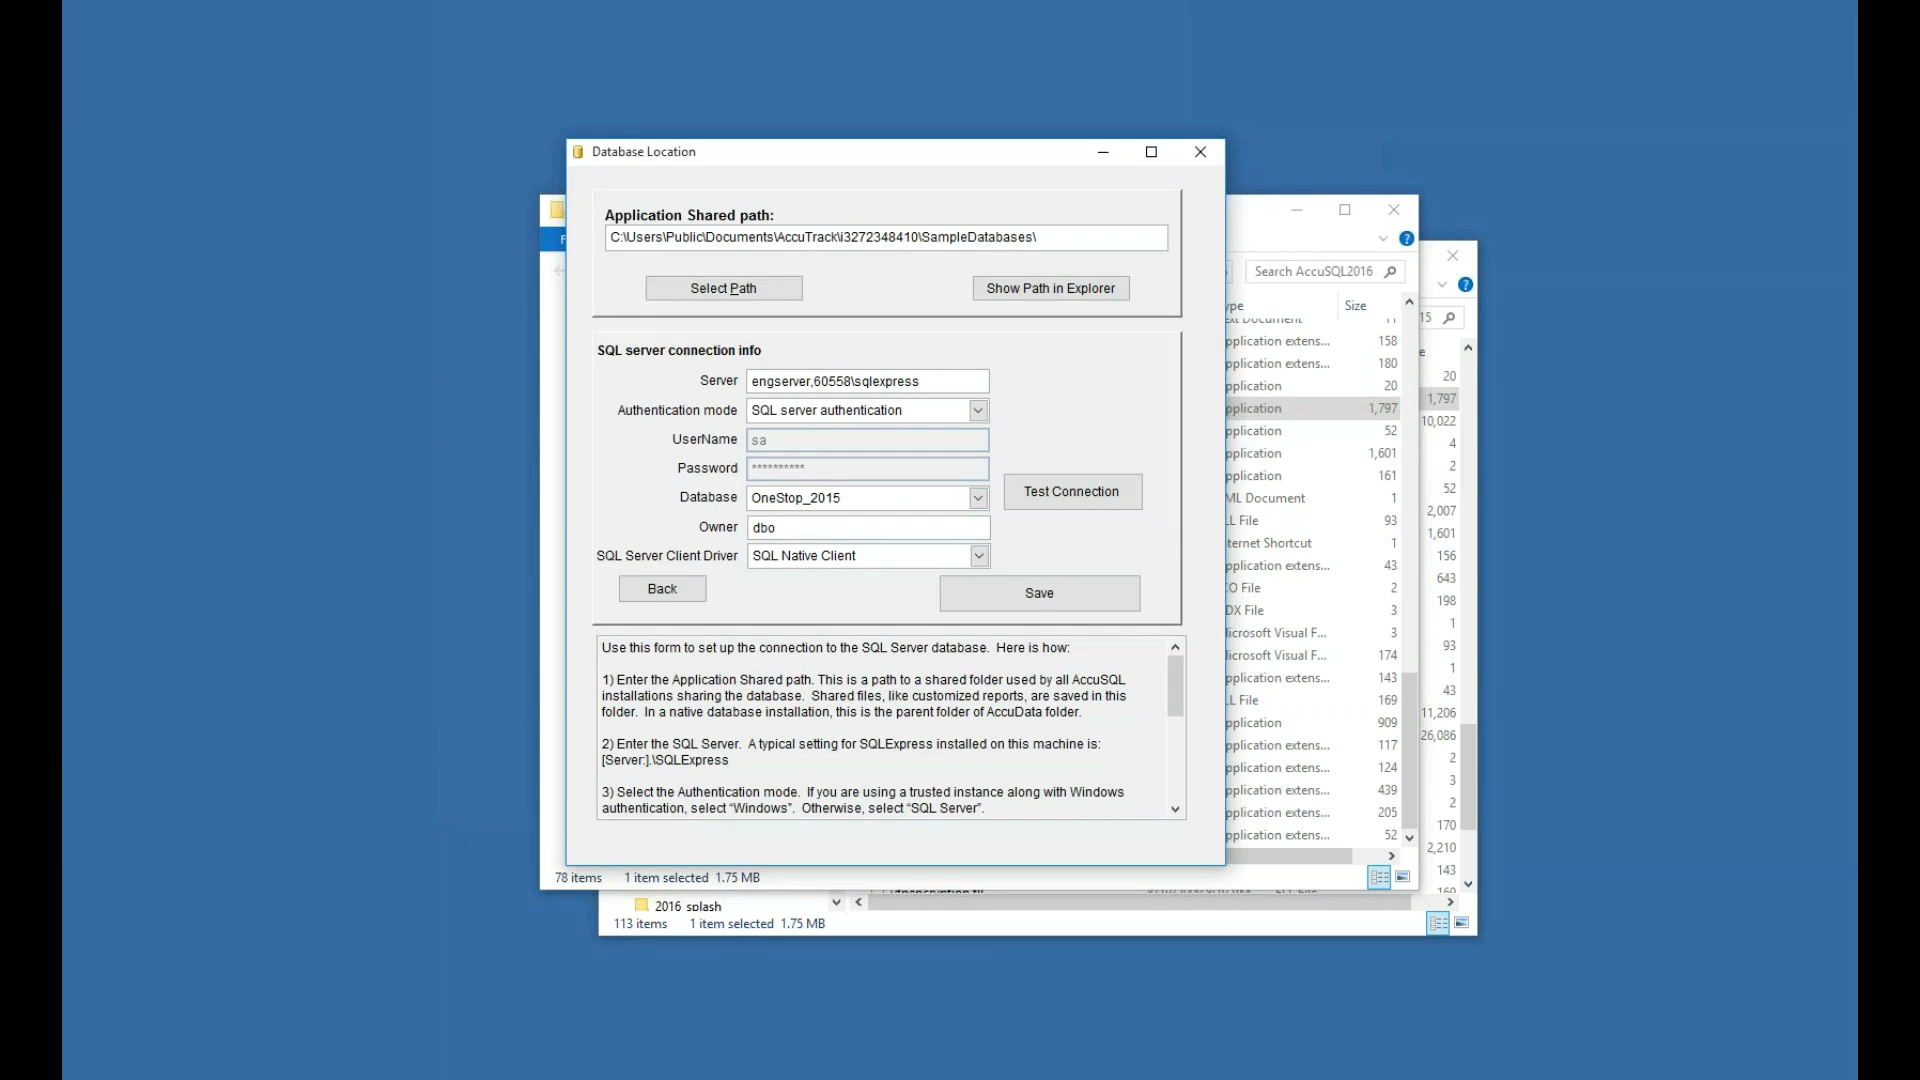 Database Location
Application Shared path:
C:\Users\Public\Documents\AccuTrack\i3272348410\SampleDatabases\
Select Path
Show Path in Explorer
SQL server connection info
Server engserver,60558\sqlexpress
Authentication mode SQL server authentication
UserName sa
Password **********
Database OneStop_2015
Test Connection
Owner dbo
SQL Server Client Driver SQL Native Client
Back
Save
Use this form to set up the connection to the SQL Server database. Here is how:
1) Enter the Application Shared path. This is a path to a shared folder used by all AccuSQL
installations sharing the database. Shared files, like customized reports, are saved in this
folder. In a native database installation, this is the parent folder of AccuData folder.
2) Enter the SQL Server. A typical setting for SQLExpress installed on this machine is:
[Server:].\SQLExpress
3) Select the Authentication mode. If you are using a trusted instance along with Windows
authentication, select “Windows”. Otherwise, select “SQL Server”.
Search AccuSQL2016
ype Size
pplication extens... 158
pplication extens... 180
pplication 20
pplication 1,797
pplication 52
pplication 1,601
pplication 161
ML Document 1
LL File 93
ternet Shortcut 1
pplication extens... 43
CO File 2
DX File 3
icrosoft Visual F... 3
icrosoft Visual F... 174
pplication extens... 143
LL File 169
pplication 909
pplication extens... 117
pplication extens... 124
pplication extens... 439
pplication extens... 205
pplication extens... 52
78 items 1 item selected 1.75 MB
15
e
20
1,797
10,022
4
2
52
2,007
1,601
156
643
198
1
93
1
43
11,206
26,086
2
3
2
170
2,210
143
2016 splash
113 items 1 item selected 1.75 MB